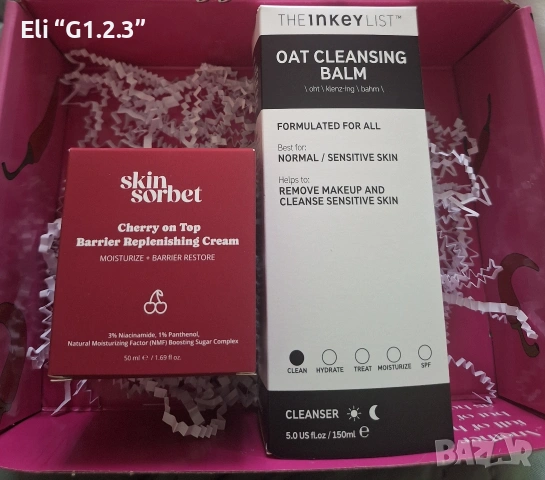 Eli “G1.2.3”
THE INKEY LIST™
OAT CLEANSING
BALM
\ oht \ klenz-ing \ bahm \
FORMULATED FOR ALL
Best for:
NORMAL / SENSITIVE SKIN
Helps to:
REMOVE MAKEUP AND
CLEANSE SENSITIVE SKIN
CLEAN HYDRATE TREAT MOISTURIZE SPF
CLEANSER
5.0 US fl.oz / 150ml ℮
skin
sorbet
Cherry on Top
Barrier Replenishing Cream
MOISTURIZE + BARRIER RESTORE
3% Niacinamide, 1% Panthenol,
Natural Moisturizing Factor (NMF) Boosting Sugar Complex
50 ml ℮ / 1.69 fl oz.
BAZAR